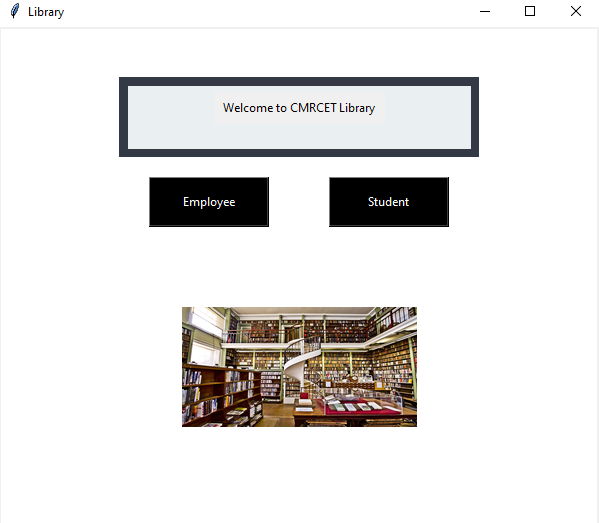 Library
Welcome to CMRCET Library
Employee
Student